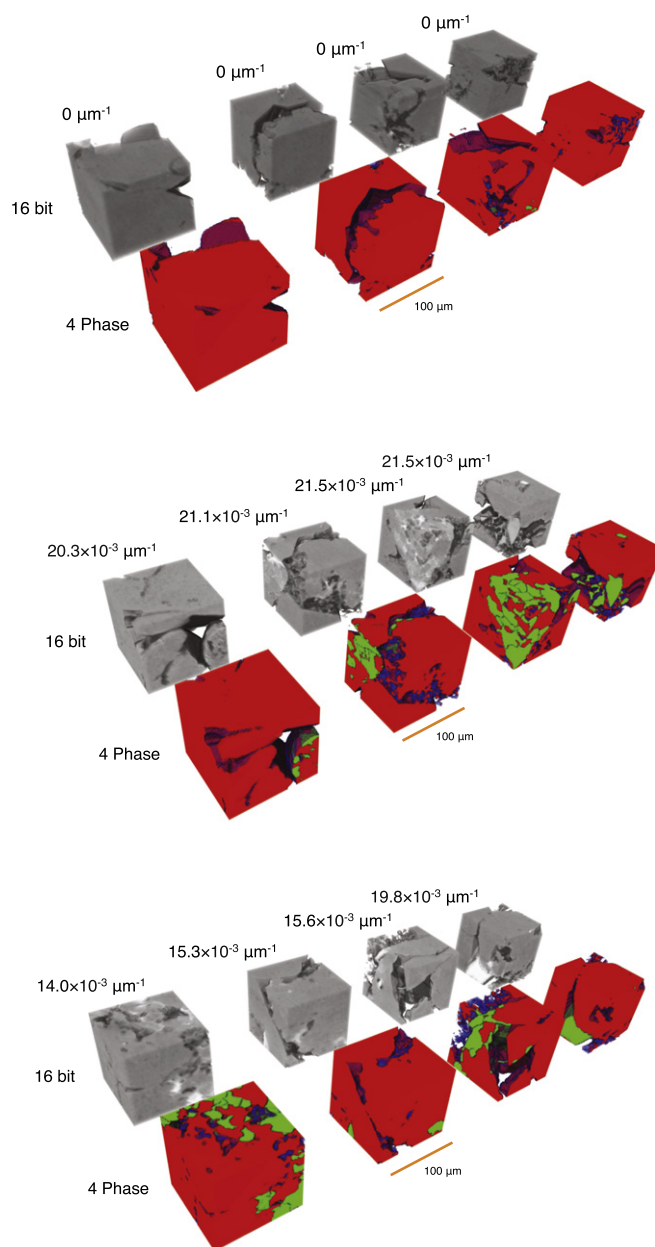 0 µm-1
0 µm-1
0 µm-1
0 µm-1
16 bit
100 µm
4 Phase
21.5×10-3 µm-1
21.5×10-3 µm-1
21.1×10-3 µm-1
20.3×10-3 µm-1
16 bit
100 µm
4 Phase
19.8×10-3 µm-1
15.6×10-3 µm-1
15.3×10-3 µm-1
14.0×10-3 µm-1
16 bit
100 µm
4 Phase